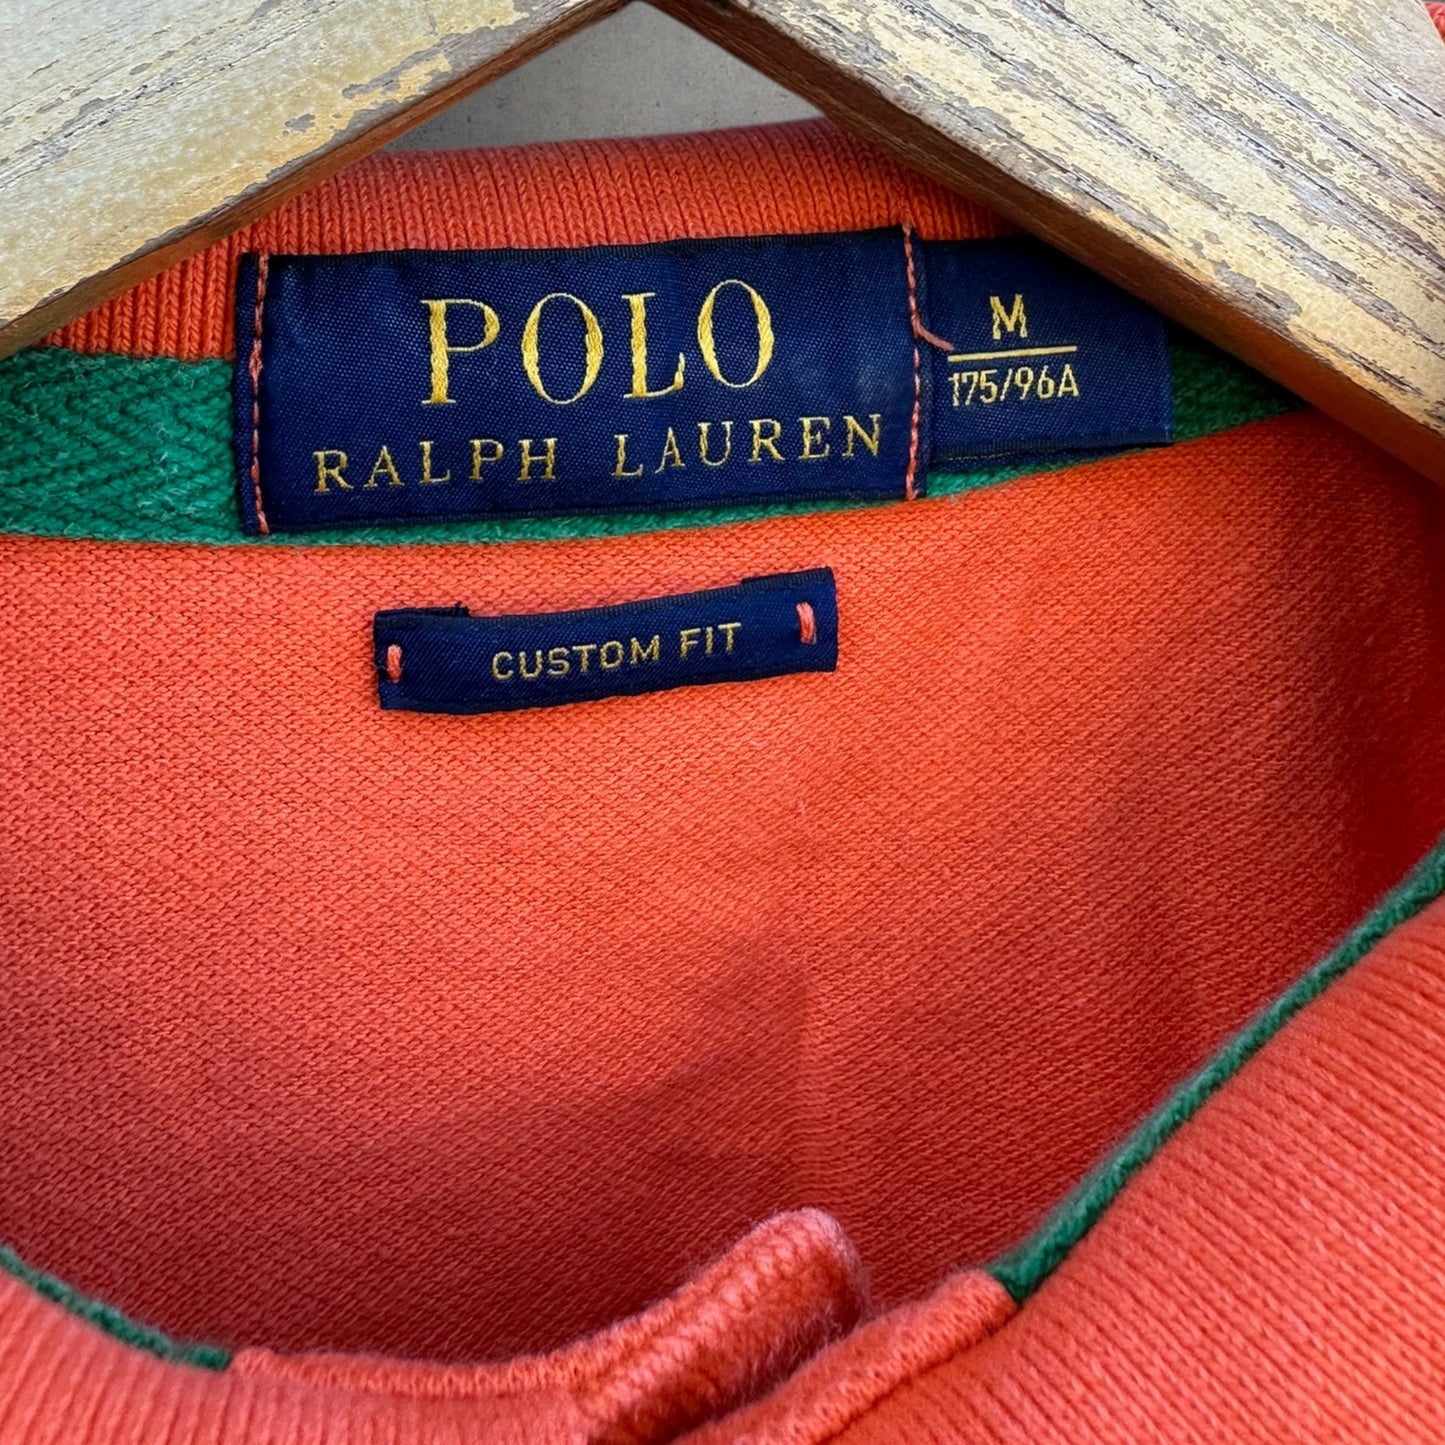 POLO
RALPH LAUREN
M
175/96A
CUSTOM FIT